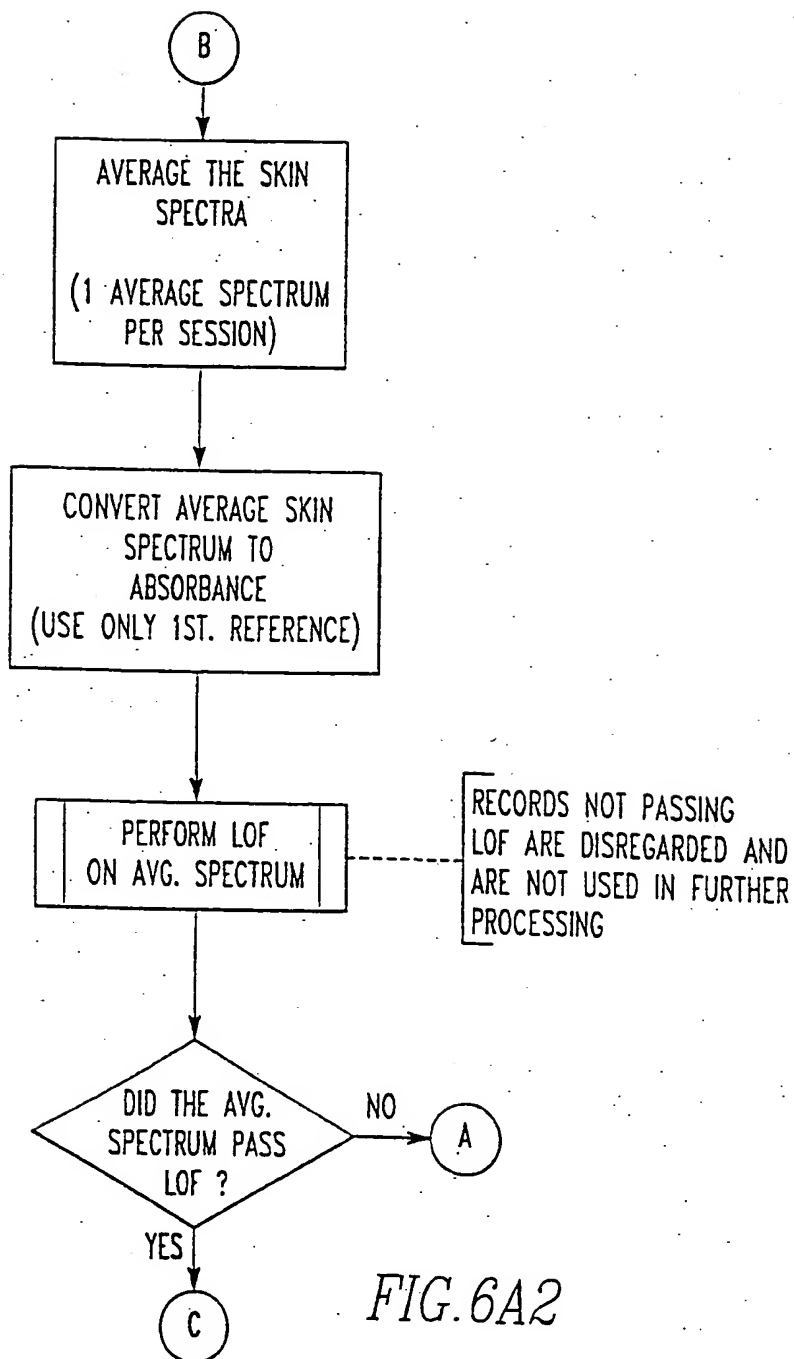 B
AVERAGE THE SKIN
SPECTRA
(1 AVERAGE SPECTRUM
PER SESSION)
CONVERT AVERAGE SKIN
SPECTRUM TO
ABSORBANCE
(USE ONLY 1ST. REFERENCE)
PERFORM LOF
ON AVG. SPECTRUM
RECORDS NOT PASSING
LOF ARE DISREGARDED AND
ARE NOT USED IN FURTHER
PROCESSING
DID THE AVG.
SPECTRUM PASS
LOF ?
NO
A
YES
C
FIG.6A2